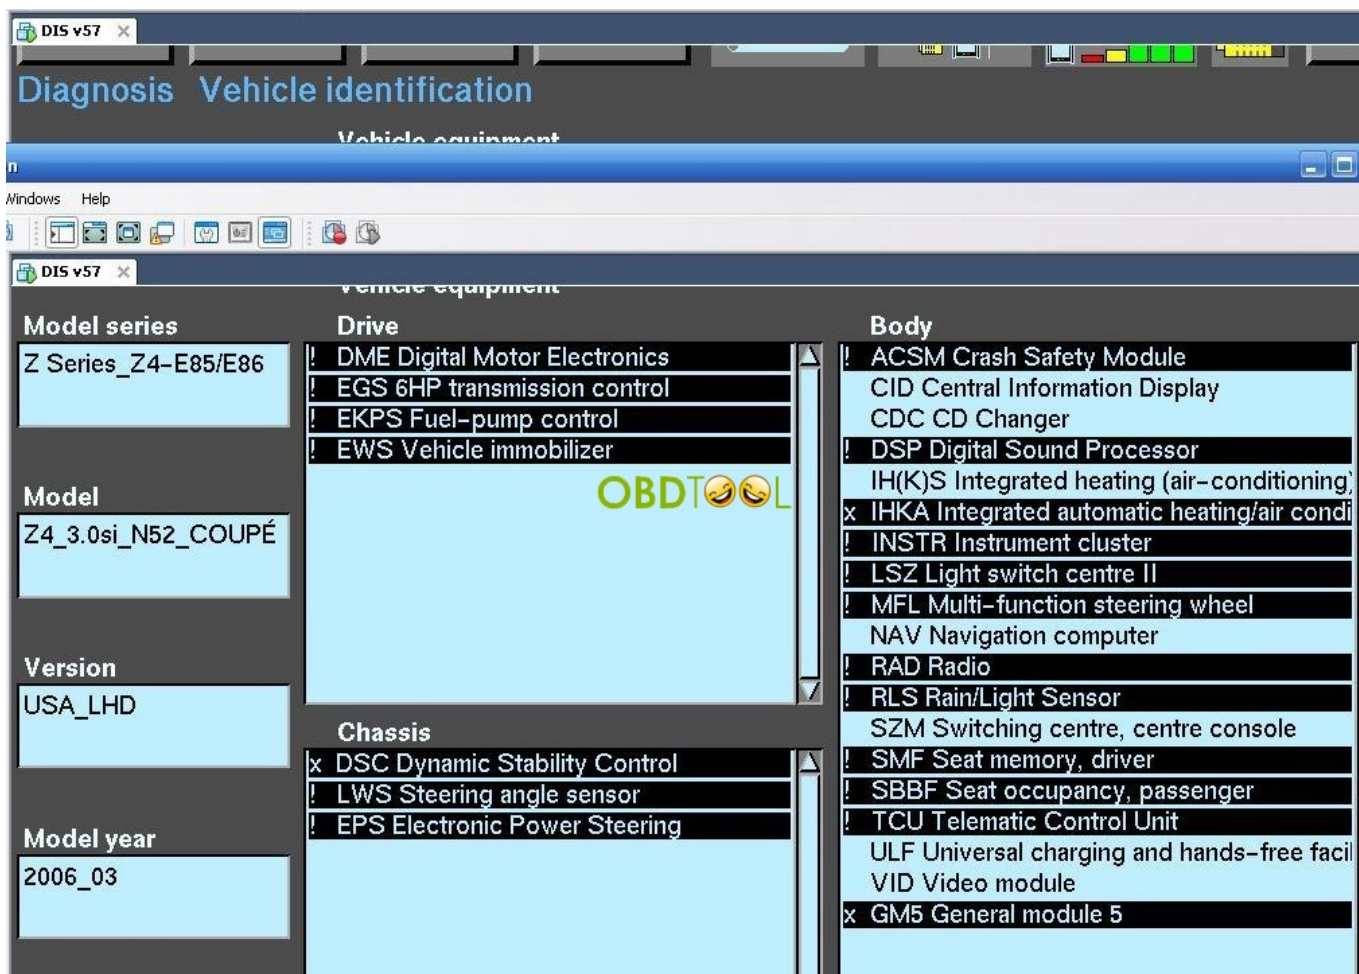 DIS v57
Diagnosis Vehicle identification
Vehicle equipment
n
Windows Help
DIS v57
Vehicle equipment
Model series
Z Series_Z4-E85/E86
Model
Z4_3.0si_N52_COUPÉ
Version
USA_LHD
Model year
2006_03
Drive
! DME Digital Motor Electronics
! EGS 6HP transmission control
! EKPS Fuel-pump control
! EWS Vehicle immobilizer
OBDTOOL
Chassis
x DSC Dynamic Stability Control
! LWS Steering angle sensor
! EPS Electronic Power Steering
Body
! ACSM Crash Safety Module
CID Central Information Display
CDC CD Changer
! DSP Digital Sound Processor
IH(K)S Integrated heating (air-conditioning)
x IHKA Integrated automatic heating/air condi
! INSTR Instrument cluster
! LSZ Light switch centre II
! MFL Multi-function steering wheel
NAV Navigation computer
! RAD Radio
! RLS Rain/Light Sensor
SZM Switching centre, centre console
! SMF Seat memory, driver
! SBBF Seat occupancy, passenger
! TCU Telematic Control Unit
ULF Universal charging and hands-free facil
VID Video module
x GM5 General module 5